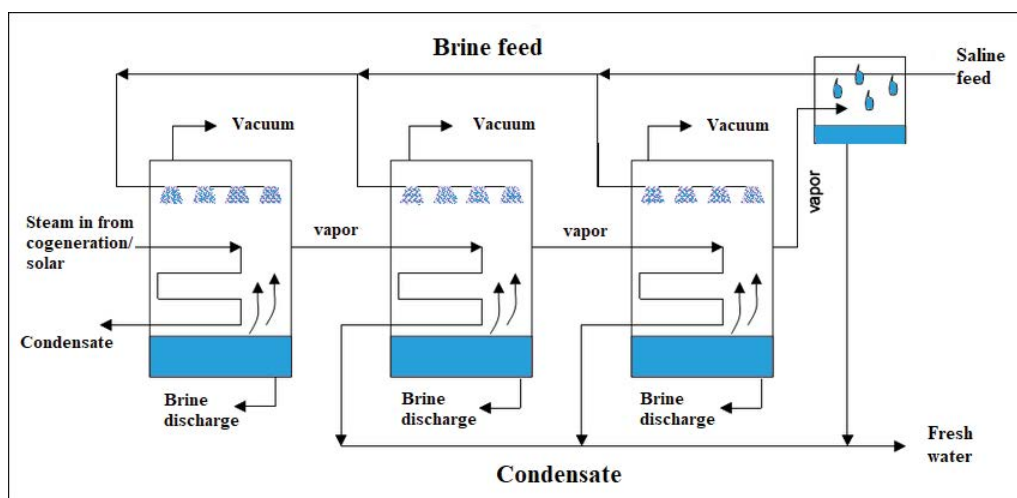 Brine feed
Saline
feed
Vacuum
Vacuum
Vacuum
Steam in from
cogeneration/
solar
vapor
vapor
vapor
Condensate
Brine
discharge
Brine
discharge
Brine
discharge
Condensate
Fresh
water